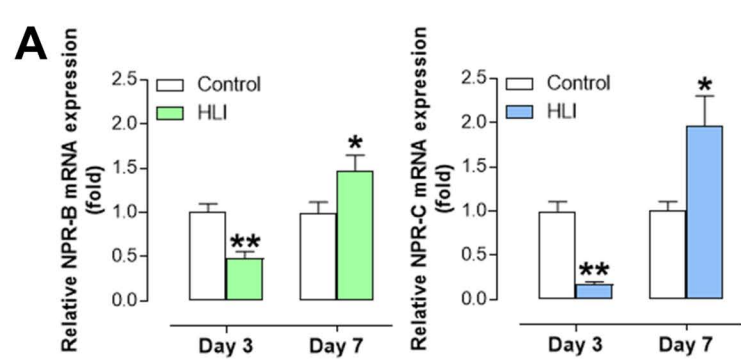 A
Relative NPR-B mRNA expression
(fold)
2.5
2.0
1.5
1.0
0.5
0.0
Control
HLI
**
*
Day 3
Day 7
Relative NPR-C mRNA expression
(fold)
2.5
2.0
1.5
1.0
0.5
0.0
Control
HLI
**
*
Day 3
Day 7